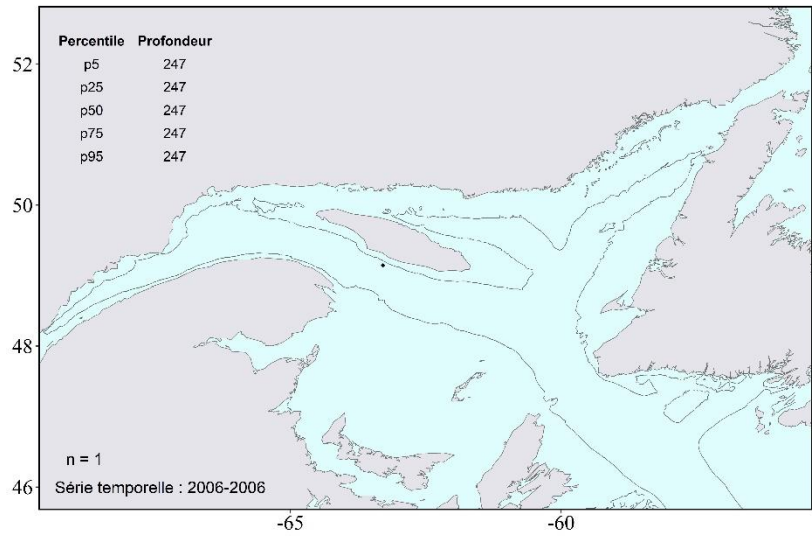 Percentile Profondeur
p5 247
p25 247
p50 247
p75 247
p95 247
52
50
48
46
n = 1
Série temporelle : 2006-2006
-65 -60